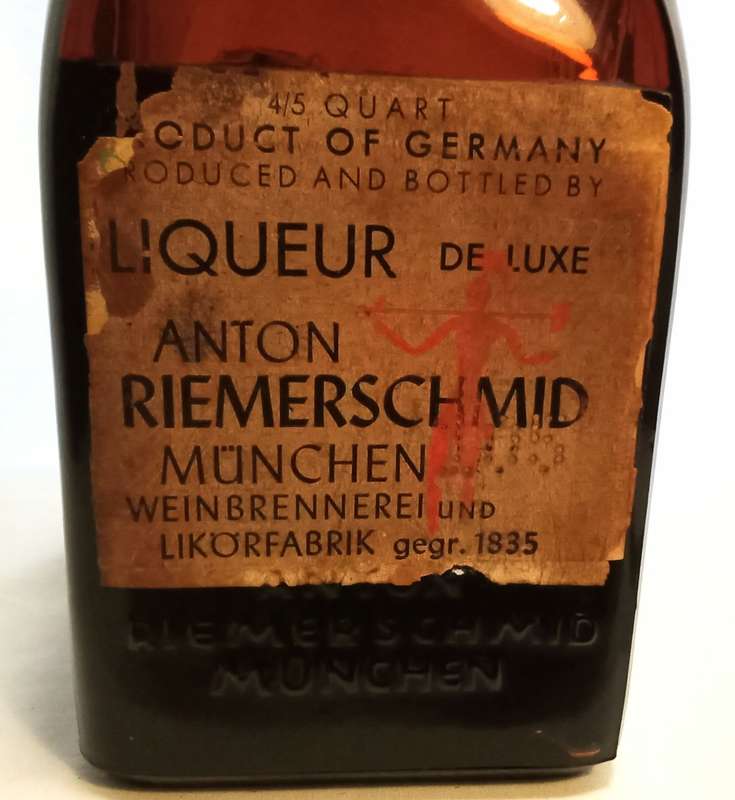 4/5 QUART
RODUCT OF GERMANY
RODUCED AND BOTTLED BY
LIQUEUR DE LUXE
ANTON
RIEMERSCHMID
MÜNCHEN
WEINBRENNEREI UND
LIKÖRFABRIK gegr. 1835
ANTON
RIEMERSCHMID
MÜNCHEN